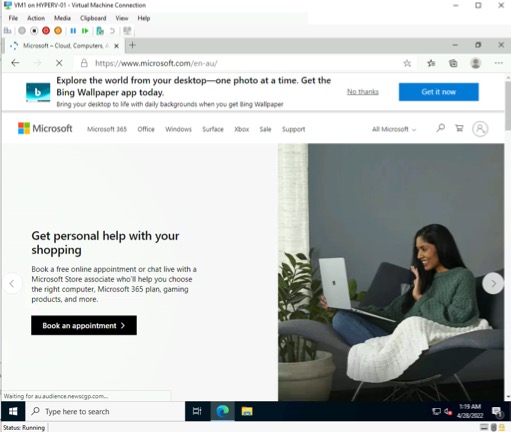 VM1 on HYPERV-01 - Virtual Machine Connection
File Action Media Clipboard View Help
Microsoft – Cloud, Computers, A
https://www.microsoft.com/en-au/
Explore the world from your desktop—one photo at a time. Get the
Bing Wallpaper app today.
Bring your desktop to life with daily backgrounds when you get Bing Wallpaper
No thanks
Get it now
Microsoft
Microsoft 365 Office Windows Surface Xbox Sale Support
All Microsoft
Get personal help with your
shopping
Book a free online appointment or chat live with a
Microsoft Store associate who'll help you choose
the right computer, Microsoft 365 plan, gaming
products, and more.
Book an appointment
Waiting for au.audience.newscgp.com...
Type here to search
1:19 AM
4/28/2022
Status: Running